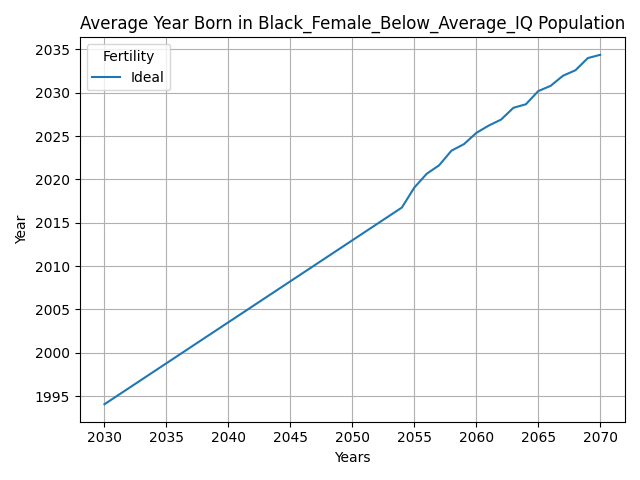 Average Year Born in Black_Female_Below_Average_IQ Population
Fertility
Ideal
2035
2030
2025
2020
2015
2010
2005
2000
1995
Year
2030 2035 2040 2045 2050 2055 2060 2065 2070
Years